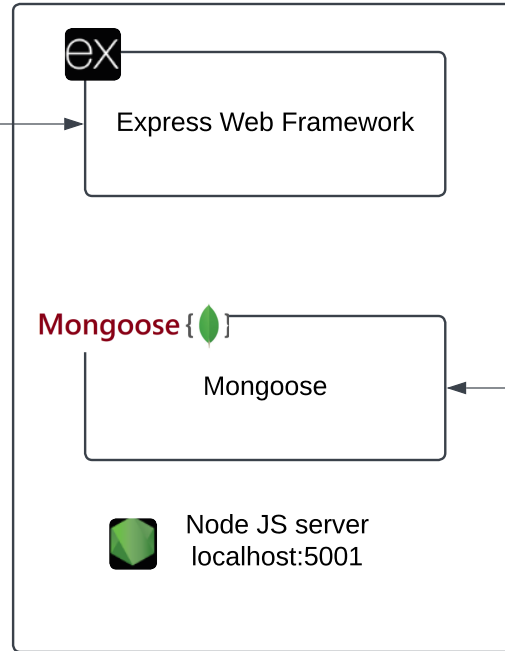 ex
Express Web Framework
Mongoose {}
Mongoose
Node JS server
localhost:5001